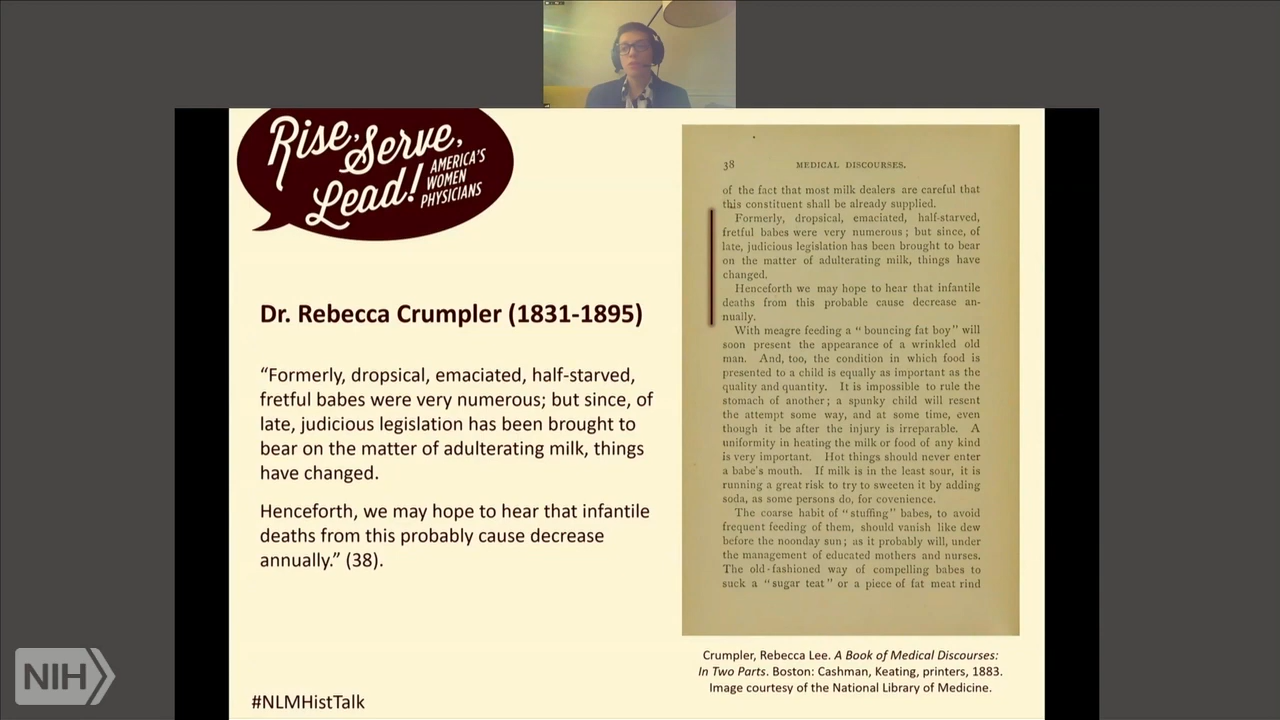 Rise, Serve,
Lead!
AMERICA'S
WOMEN
PHYSICIANS
Dr. Rebecca Crumpler (1831-1895)
“Formerly, dropsical, emaciated, half-starved,
fretful babes were very numerous; but since, of
late, judicious legislation has been brought to
bear on the matter of adulterating milk, things
have changed.
Henceforth, we may hope to hear that infantile
deaths from this probably cause decrease
annually.” (38).
#NLMHistTalk
NIH
38 MEDICAL DISCOURSES.
of the fact that most milk dealers are careful that
this constituent shall be already supplied.
Formerly, dropsical, emaciated, half-starved,
fretful babes were very numerous; but since, of
late, judicious legislation has been brought to bear
on the matter of adulterating milk, things have
changed.
Henceforth we may hope to hear that infantile
deaths from this probable cause decrease an-
nually.
With meagre feeding a “bouncing fat boy” will
soon present the appearance of a wrinkled old
man. And, too, the condition in which food is
presented to a child is equally as important as the
quality and quantity. It is impossible to rule the
stomach of another; a spunky child will resent
the attempt some way, and at some time, even
though it be after the injury is irreparable. A
uniformity in heating the milk or food of any kind
is very important. Hot things should never enter
a babe's mouth. If milk is in the least sour, it is
running a great risk to try to sweeten it by adding
soda, as some persons do, for covenience.
The coarse habit of “stuffing” babes, to avoid
frequent feeding of them, should vanish like dew
before the noonday sun; as it probably will, under
the management of educated mothers and nurses.
The old-fashioned way of compelling babes to
suck a “sugar teat” or a piece of fat meat rind
Crumpler, Rebecca Lee. A Book of Medical Discourses:
In Two Parts. Boston: Cashman, Keating, printers, 1883.
Image courtesy of the National Library of Medicine.